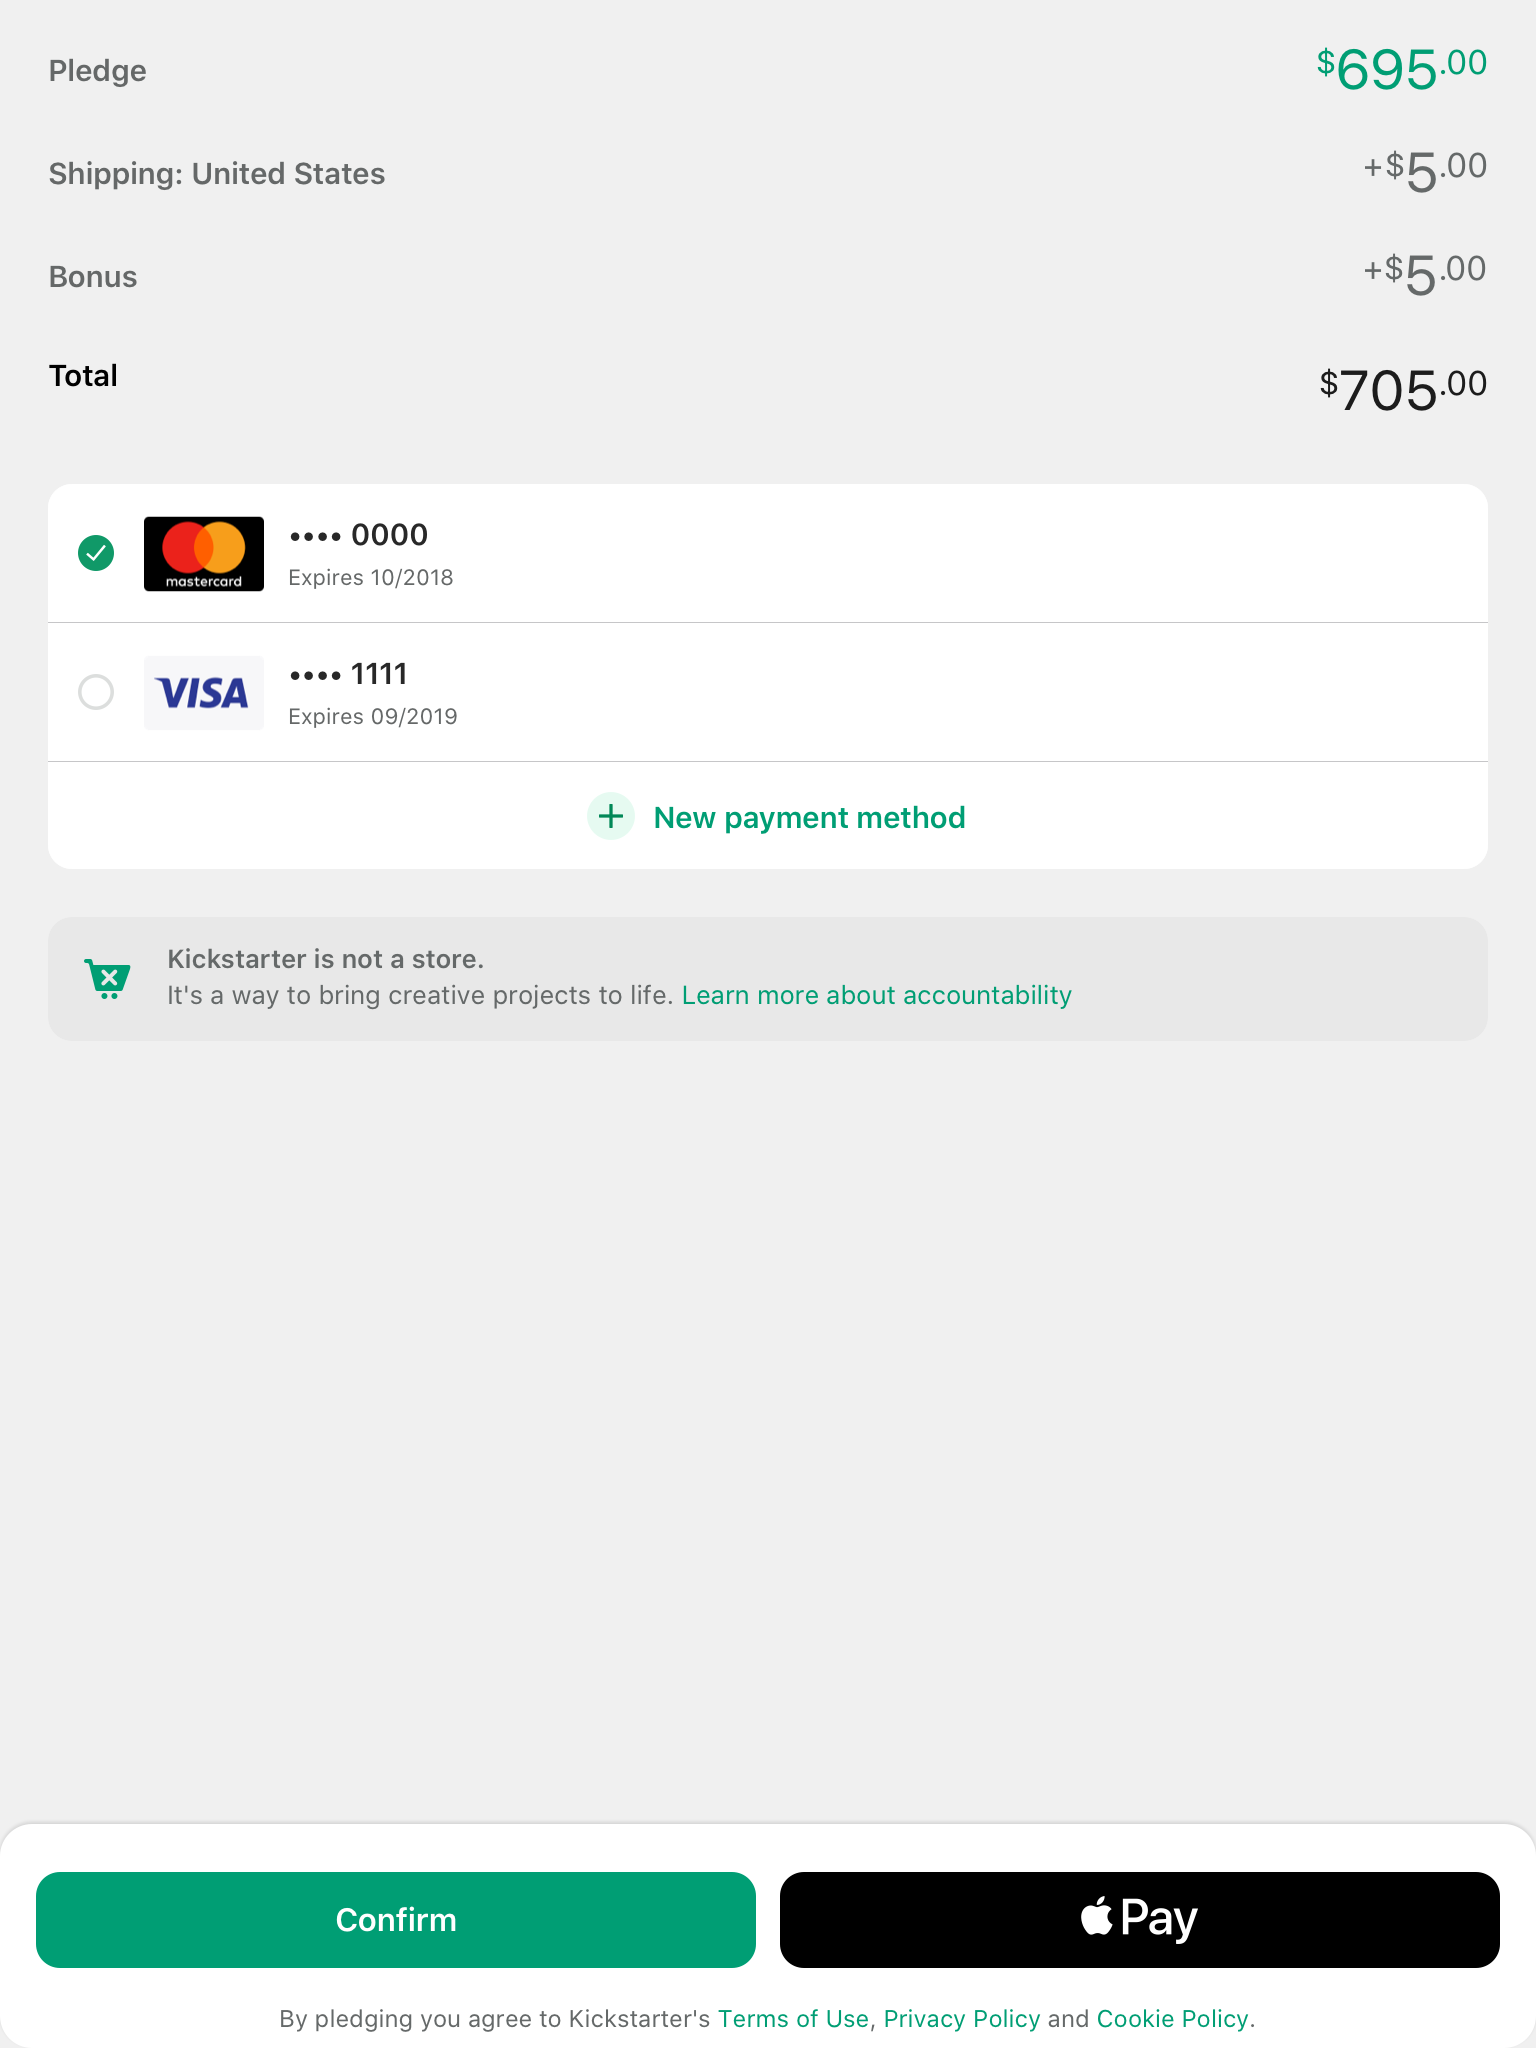 Pledge $695.00
Shipping: United States +$5.00
Bonus +$5.00
Total $705.00
mastercard
•••• 0000
Expires 10/2018
VISA
•••• 1111
Expires 09/2019
New payment method
Kickstarter is not a store.
It's a way to bring creative projects to life. Learn more about accountability
Confirm
Pay
By pledging you agree to Kickstarter's Terms of Use, Privacy Policy and Cookie Policy.